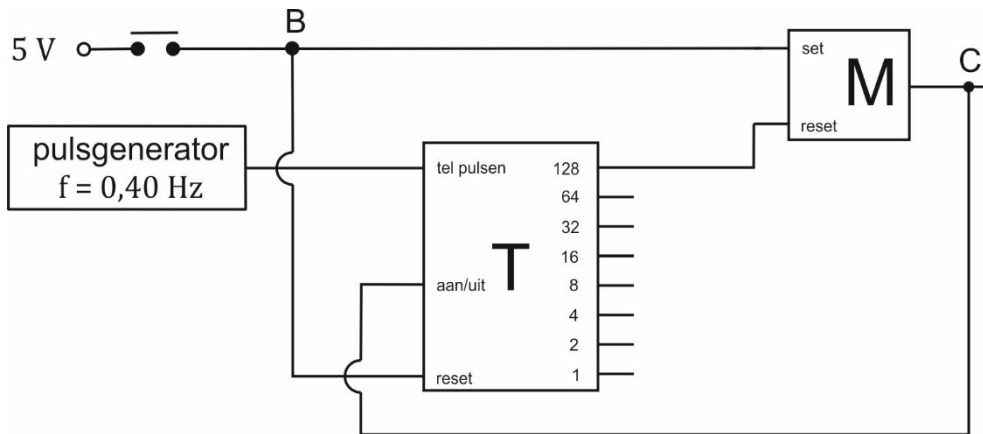 B
5 V
set
M
C
reset
pulsgenerator
f = 0,40 Hz
tel pulsen
128
64
32
16
T
aan/uit
8
4
2
reset
1